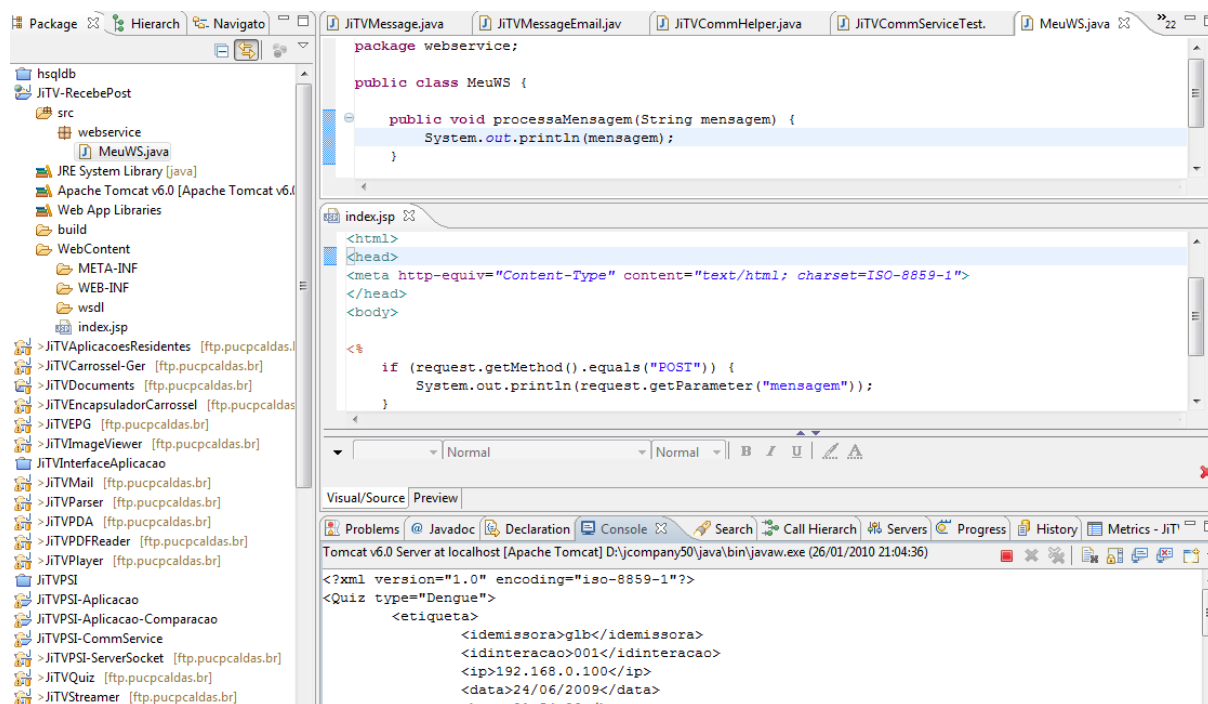 Package Hierarch Navigato
hsqldb
JiTV-RecebePost
src
webservice
MeuWS.java
JRE System Library [java]
Apache Tomcat v6.0 [Apache Tomcat v6.0
Web App Libraries
build
WebContent
META-INF
WEB-INF
wsdl
index.jsp
>JiTVAplicacoesResidentes [ftp.pucpcaldas.
>JiTVCarrossel-Ger [ftp.pucpcaldas.br]
>JiTVDocuments [ftp.pucpcaldas.br]
>JiTVEncapsuladorCarrossel [ftp.pucpcaldas
>JiTVEPG [ftp.pucpcaldas.br]
>JiTVImageViewer [ftp.pucpcaldas.br]
JiTVInterfaceAplicacao
>JiTVMail [ftp.pucpcaldas.br]
>JiTVParser [ftp.pucpcaldas.br]
>JiTVPDA [ftp.pucpcaldas.br]
>JiTVPDFReader [ftp.pucpcaldas.br]
>JiTVPlayer [ftp.pucpcaldas.br]
JiTVPSI
JiTVPSI-Aplicacao
JiTVPSI-Aplicacao-Comparacao
JiTVPSI-CommService
>JiTVPSI-ServerSocket [ftp.pucpcaldas.br]
>JiTVQuiz [ftp.pucpcaldas.br]
>JiTVStreamer [ftp.pucpcaldas.br]
JiTVMessage.java JiTVMessageEmail.jav JiTVCommHelper.java JiTVCommServiceTest. MeuWS.java »22
package webservice;
public class MeuWS {
public void processaMensagem(String mensagem) {
System.out.println(mensagem);
}
index.jsp
<html>
<head>
<meta http-equiv="Content-Type" content="text/html; charset=ISO-8859-1">
</head>
<body>
<%
if (request.getMethod().equals("POST")) {
System.out.println(request.getParameter("mensagem"));
}
Normal Normal B I U A
Visual/Source Preview
Problems @ Javadoc Declaration Console Search Call Hierarchy Servers Progress History Metrics - JiT
Tomcat v6.0 Server at localhost [Apache Tomcat] D:\jcompany50\java\bin\javaw.exe (26/01/2010 21:04:36)
<?xml version="1.0" encoding="iso-8859-1"?>
<Quiz type="Dengue">
<etiqueta>
<idemissora>glb</idemissora>
<idinteracao>001</idinteracao>
<ip>192.168.0.100</ip>
<data>24/06/2009</data>